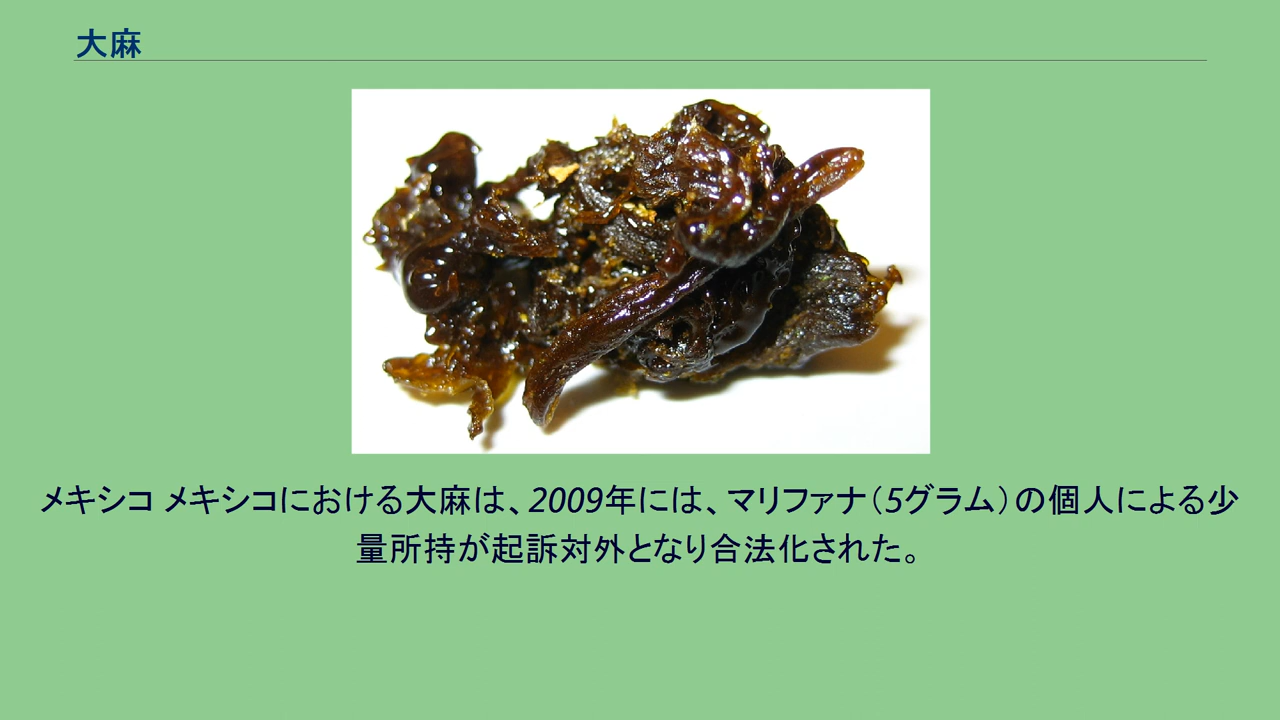 大麻
メキシコ メキシコにおける大麻は、2009年には、マリファナ（5グラム）の個人による少
量所持が起訴対外となり合法化された。